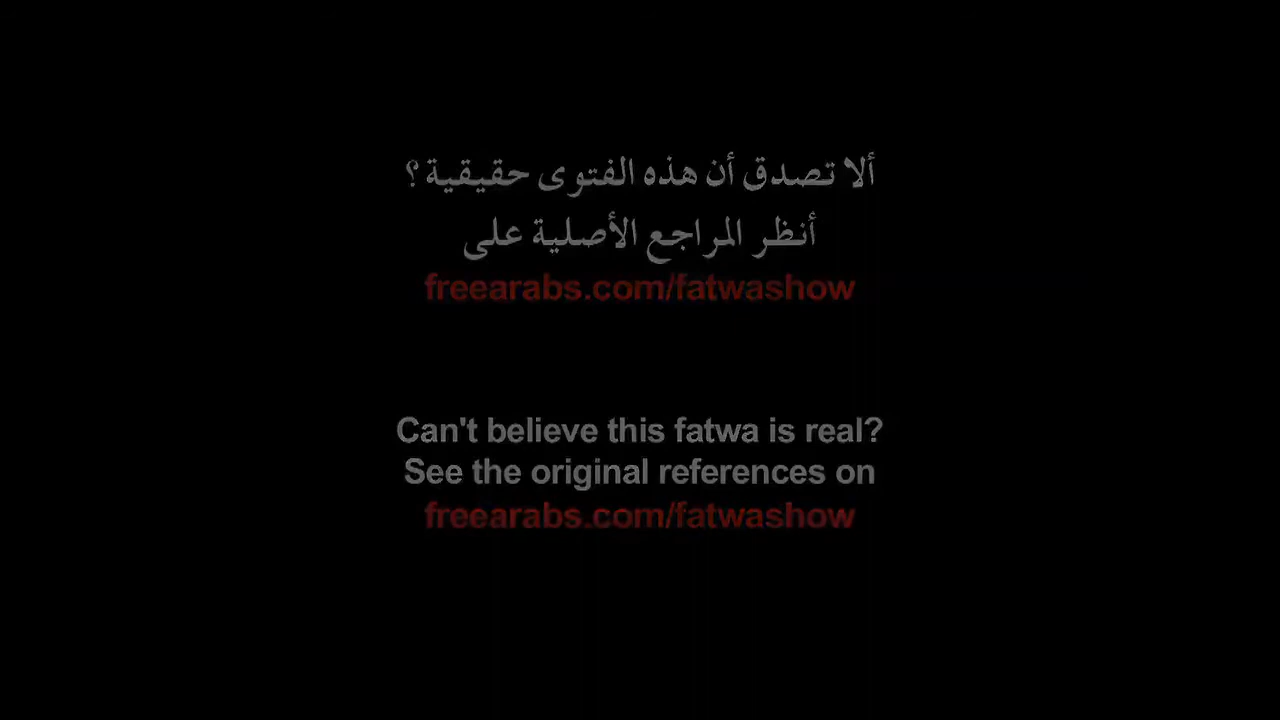 ألا تصدق أن هذه الفتوى حقيقية؟
أنظر المراجع الأصلية على
freearabs.com/fatwashow
Can't believe this fatwa is real?
See the original references on
freearabs.com/fatwashow